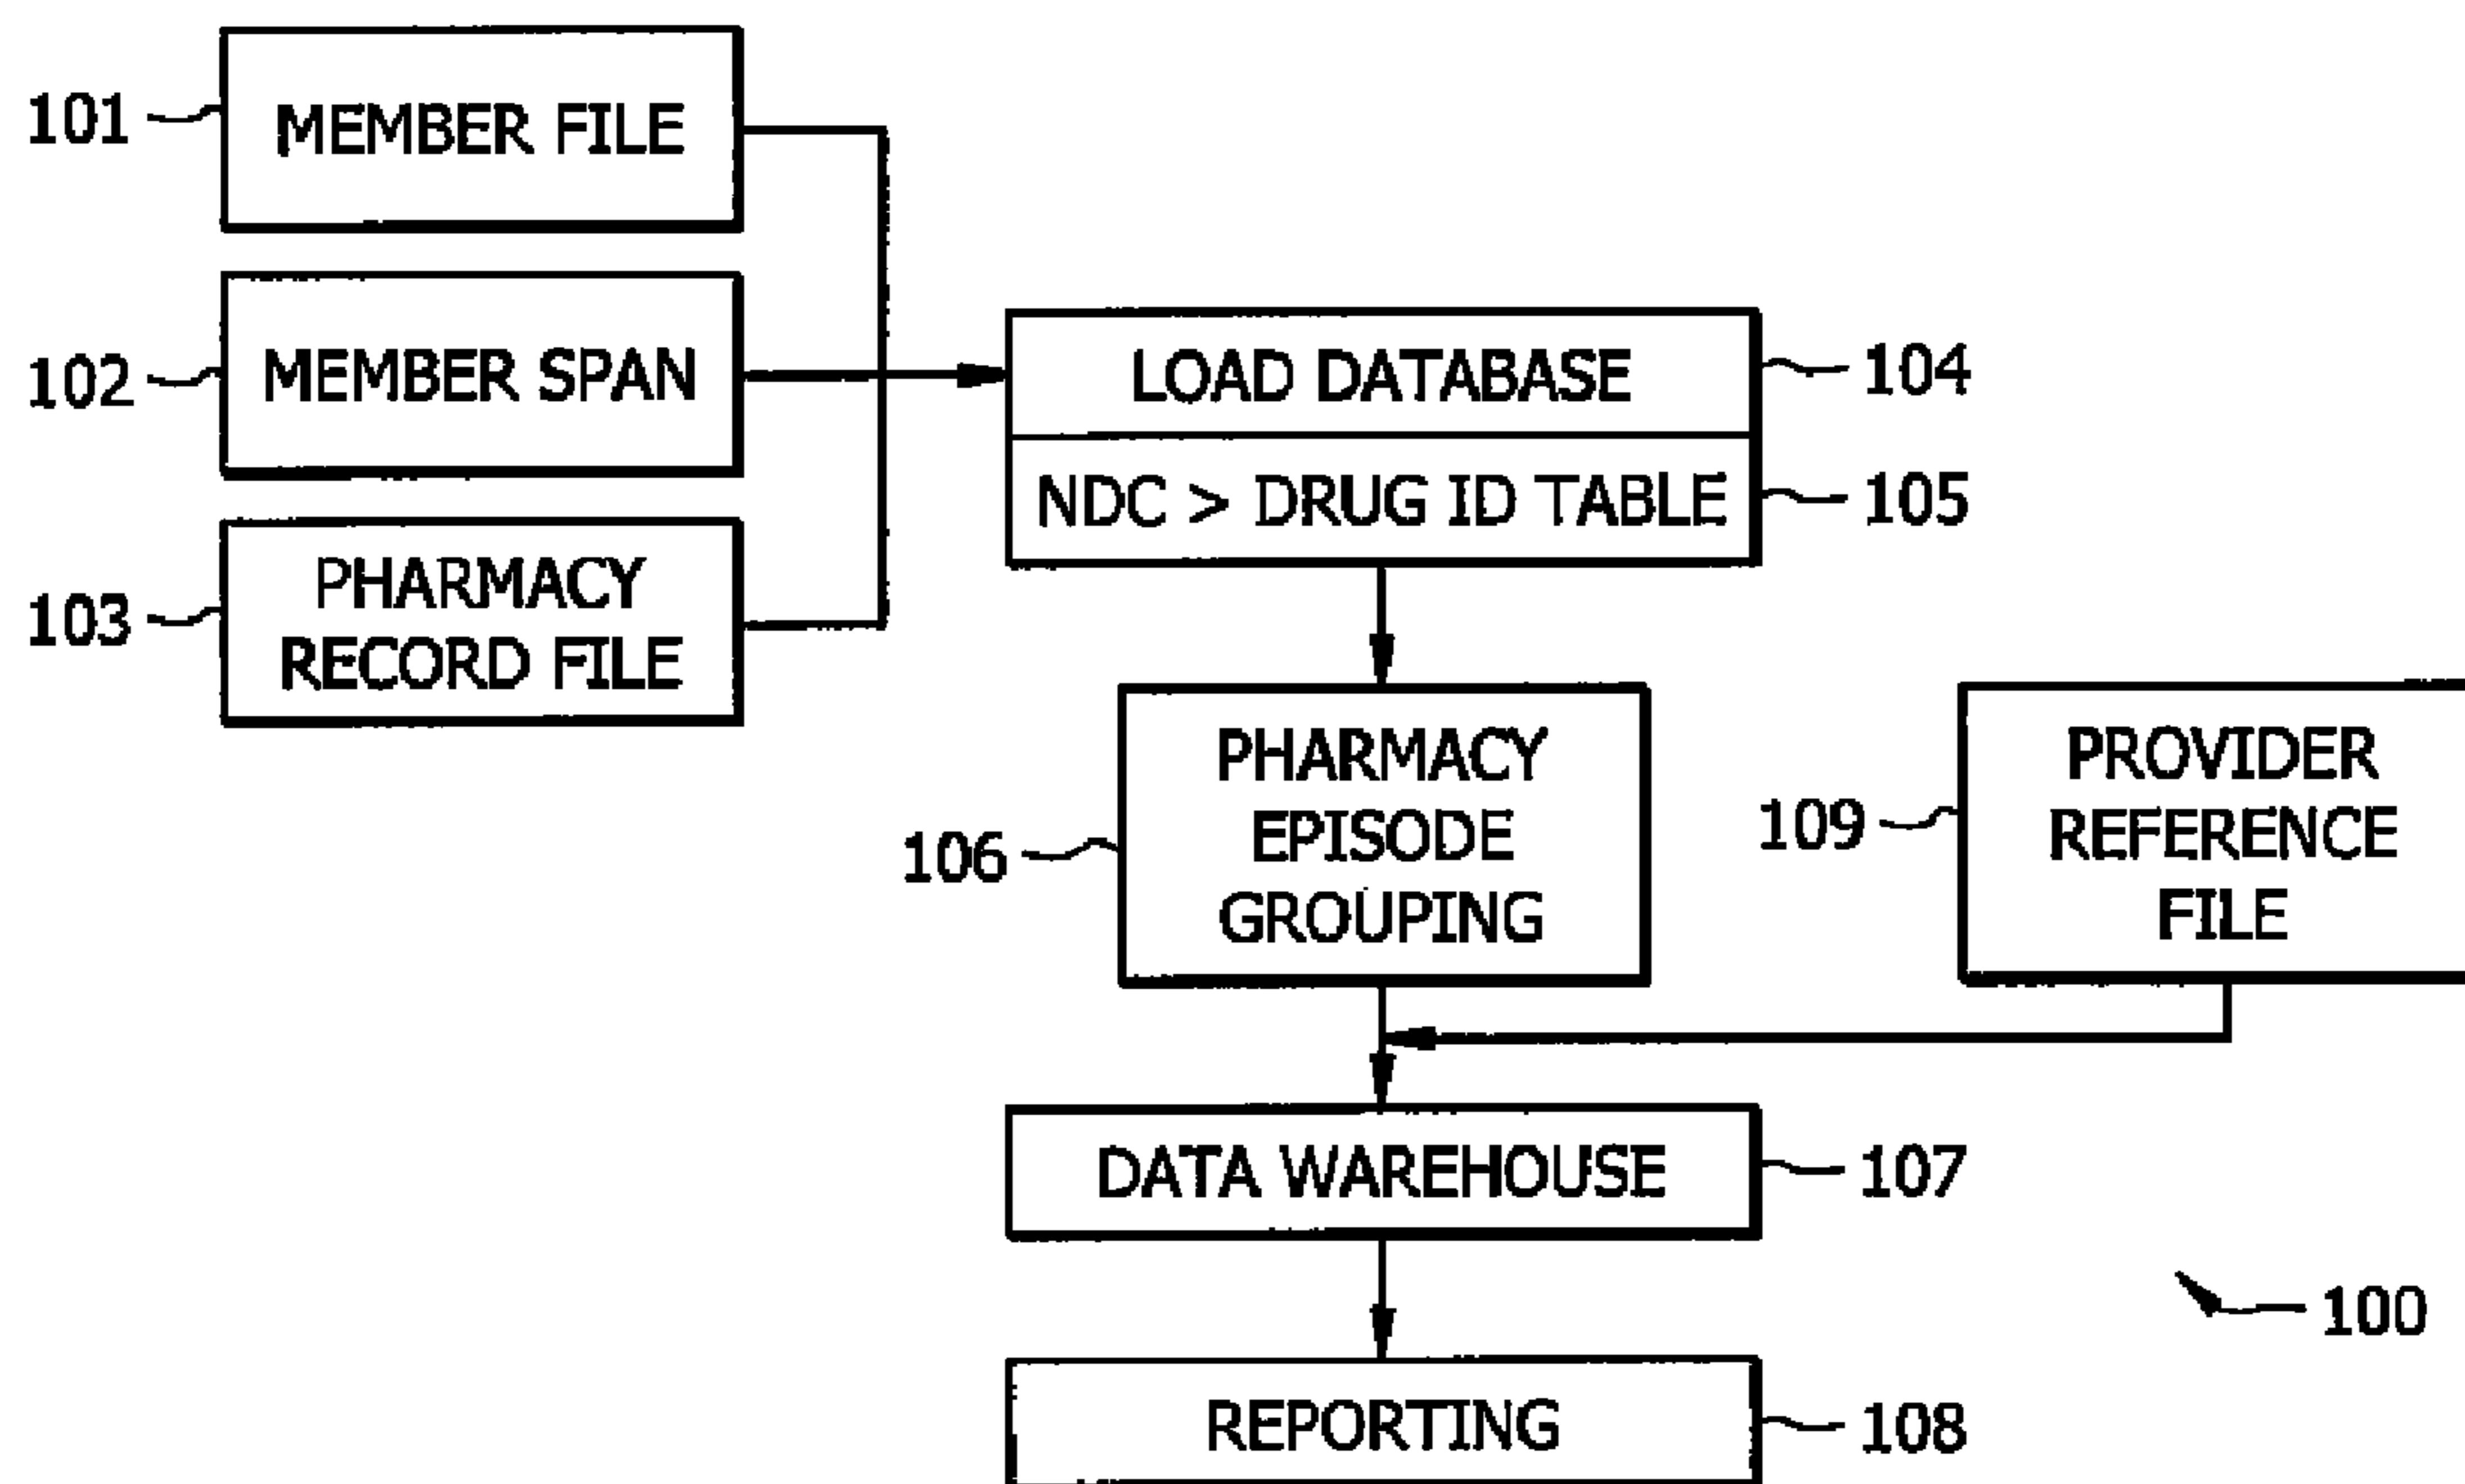 101
MEMBER FILE
102
MEMBER SPAN
103
PHARMACY
RECORD FILE
LOAD DATABASE
104
NDC > DRUG ID TABLE
105
106
PHARMACY
EPISODE
GROUPING
109
PROVIDER
REFERENCE
FILE
DATA WAREHOUSE
107
100
REPORTING
108